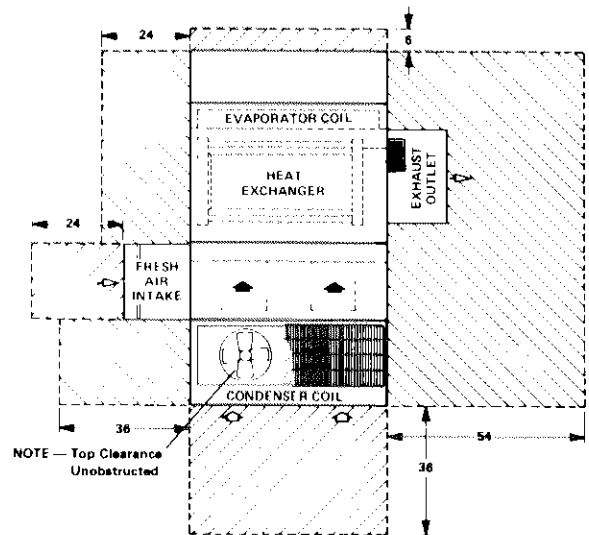 24
6
EVAPORATOR COIL
HEAT
EXCHANGER
EXHAUST
OUTLET
24
FRESH
AIR
INTAKE
CONDENSER COIL
36
54
NOTE — Top Clearance
Unobstructed
36